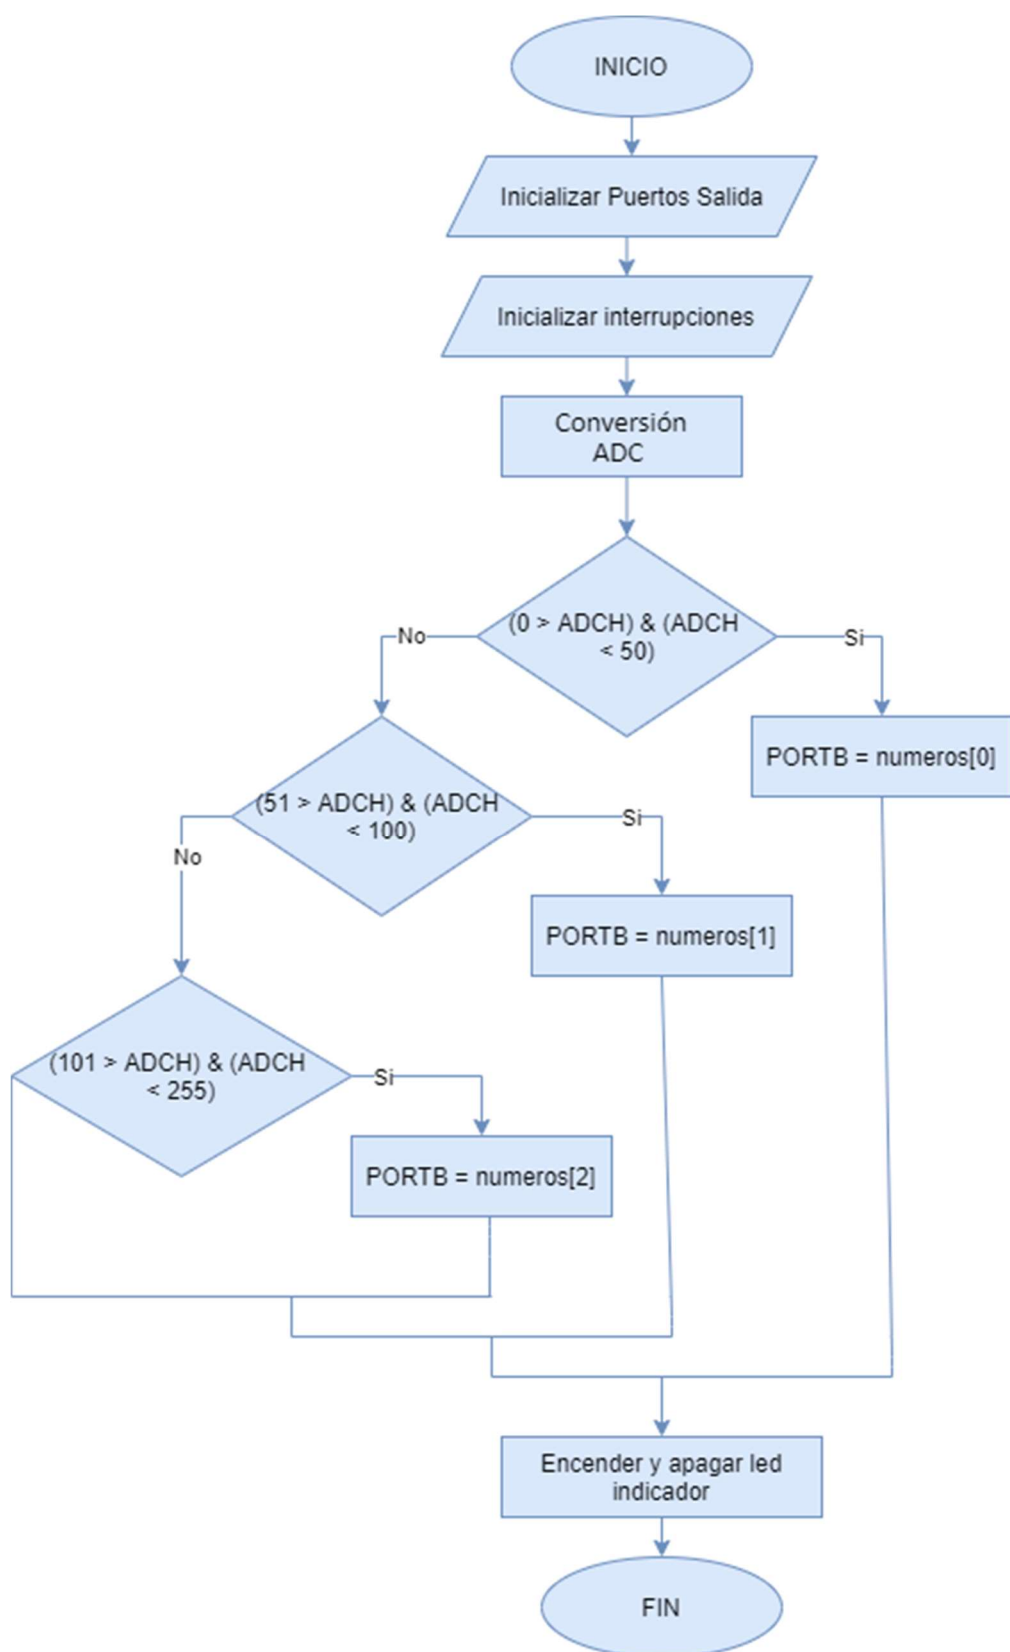 INICIO
Inicializar Puertos Salida
Inicializar interrupciones
Conversión
ADC
(0 > ADCH) & (ADCH
< 50)
No
Si
PORTB = numeros[0]
(51 > ADCH) & (ADCH
< 100)
No
Si
PORTB = numeros[1]
(101 > ADCH) & (ADCH
< 255)
Si
PORTB = numeros[2]
Encender y apagar led
indicador
FIN